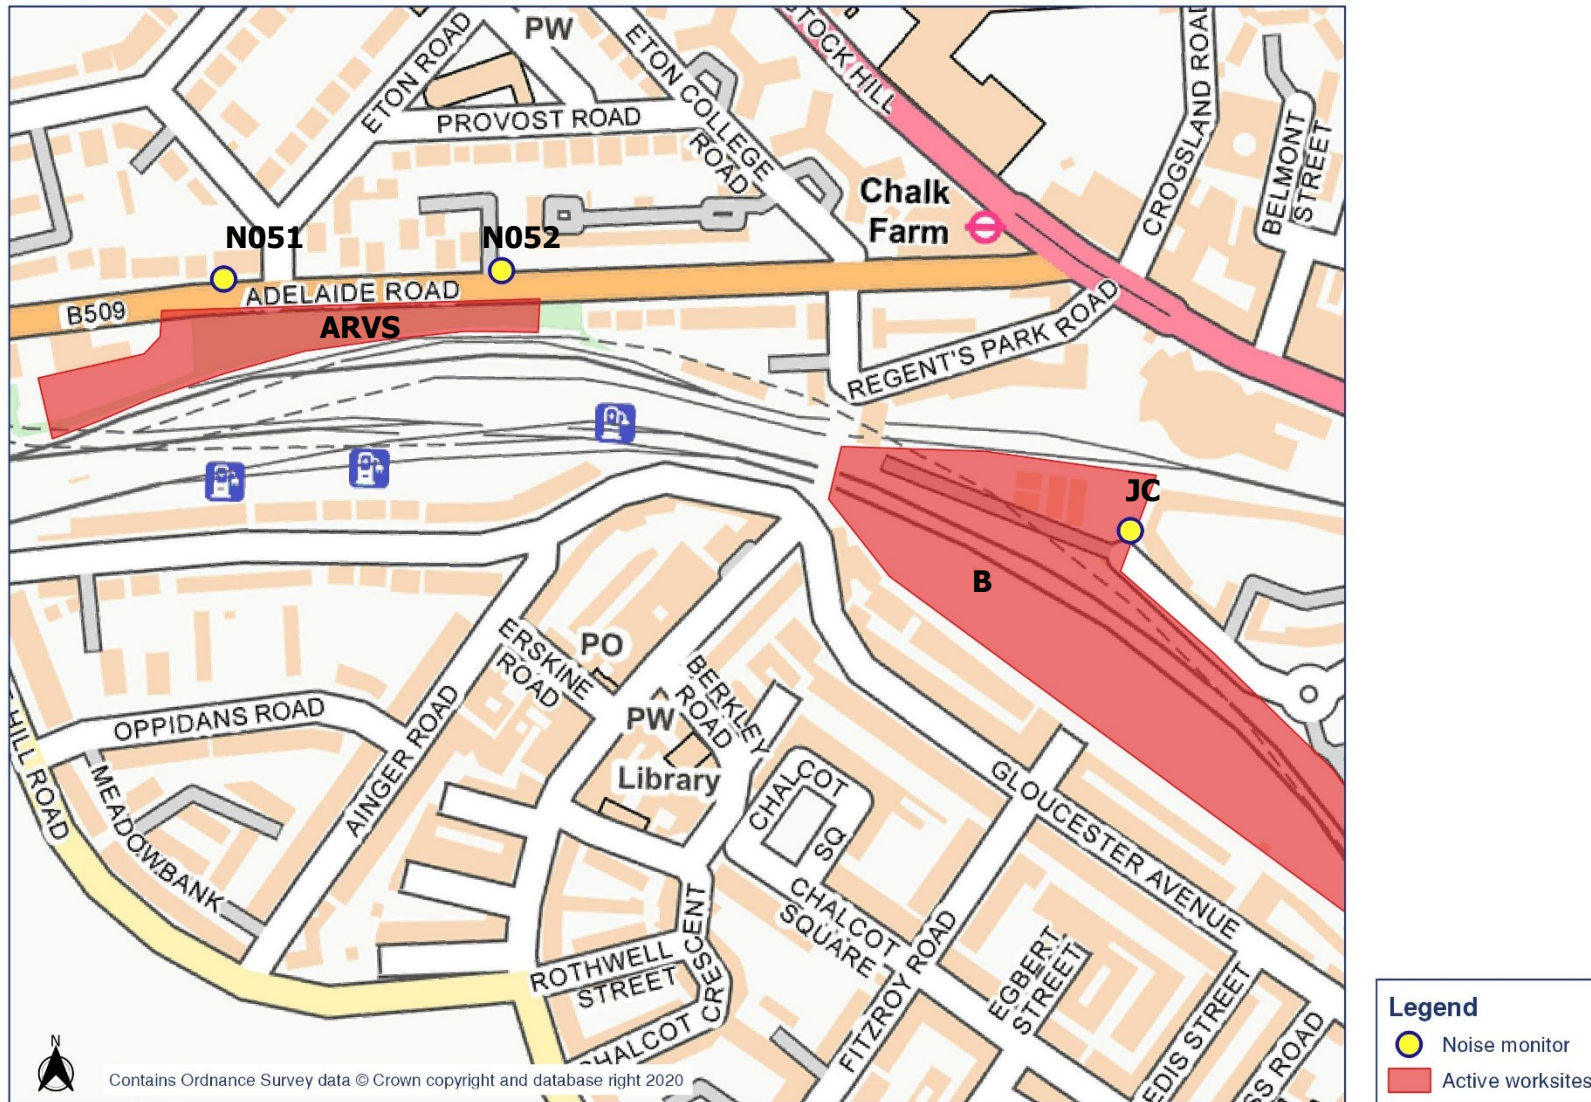 PW
STOCK HILL
CROGSLAND ROAD
ETON ROAD
ETON COLLEGE
ROAD
PROVOST ROAD
BELMONT
STREET
Chalk
Farm
N051
N052
ADELAIDE ROAD
B509
ARVS
REGENT'S PARK ROAD
JC
B
ERSKINE
ROAD
PO
BERKLEY
ROAD
PW
Library
OPPIDANS ROAD
HILL ROAD
MEADOWBANK
AINGER ROAD
CHALCOT
SQ
GLOUCESTER AVENUE
CHALCOT
SQUARE
ROTHWELL
STREET
CRESCENT
CHALCOT
FITZROY ROAD
EGBERT
STREET
EDIS STREET
SS ROAD
N
Contains Ordnance Survey data © Crown copyright and database right 2020
Legend
Noise monitor
Active worksites